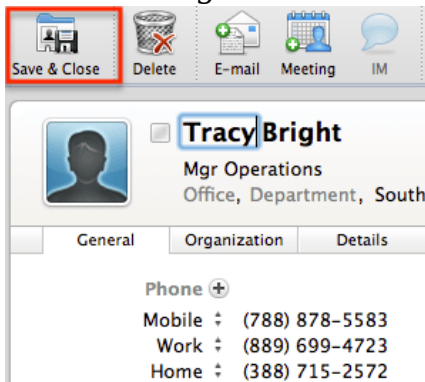 Save & Close Delete E-mail Meeting IM
Tracy Bright
Mgr Operations
Office, Department, South
General Organization Details
Phone
Mobile (788) 878-5583
Work (889) 699-4723
Home (388) 715-2572